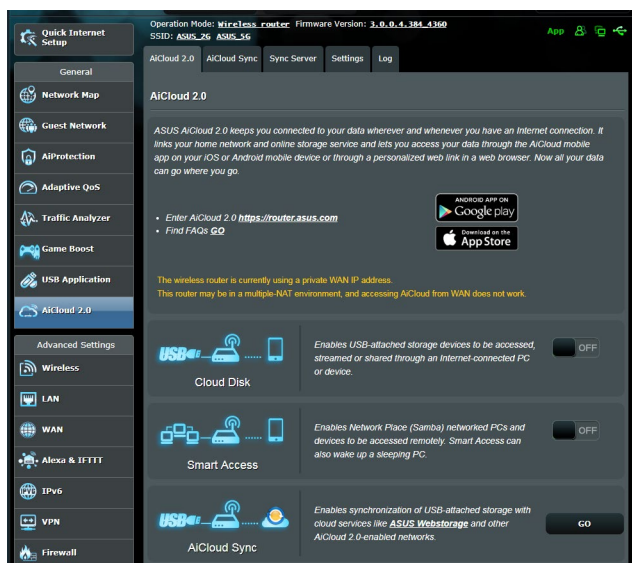 Quick Internet
Setup
Operation Mode: Wireless router Firmware Version: 3.0.0.4.384_4360
SSID: ASUS_2G ASUS_5G
App
General
Network Map
Guest Network
AiProtection
Adaptive QoS
Traffic Analyzer
Game Boost
USB Application
AiCloud 2.0
Advanced Settings
Wireless
LAN
WAN
Alexa & IFTTT
IPv6
VPN
Firewall
AiCloud 2.0 AiCloud Sync Sync Server Settings Log
AiCloud 2.0
ASUS AiCloud 2.0 keeps you connected to your data wherever and whenever you have an Internet connection. It
links your home network and online storage service and lets you access your data through the AiCloud mobile
app on your iOS or Android mobile device or through a personalized web link in a web browser. Now all your data
can go where you go.
• Enter AiCloud 2.0 https://router.asus.com
• Find FAQs GO
ANDROID APP ON
Google play
Download on the
App Store
The wireless router is currently using a private WAN IP address.
This router may be in a multiple-NAT environment, and accessing AiCloud from WAN does not work.
USB
Cloud Disk
Enables USB-attached storage devices to be accessed,
streamed or shared through an Internet-connected PC
or device.
OFF
Smart Access
Enables Network Place (Samba) networked PCs and
devices to be accessed remotely. Smart Access can
also wake up a sleeping PC.
OFF
USB
AiCloud Sync
Enables synchronization of USB-attached storage with
cloud services like ASUS Webstorage and other
AiCloud 2.0-enabled networks.
GO